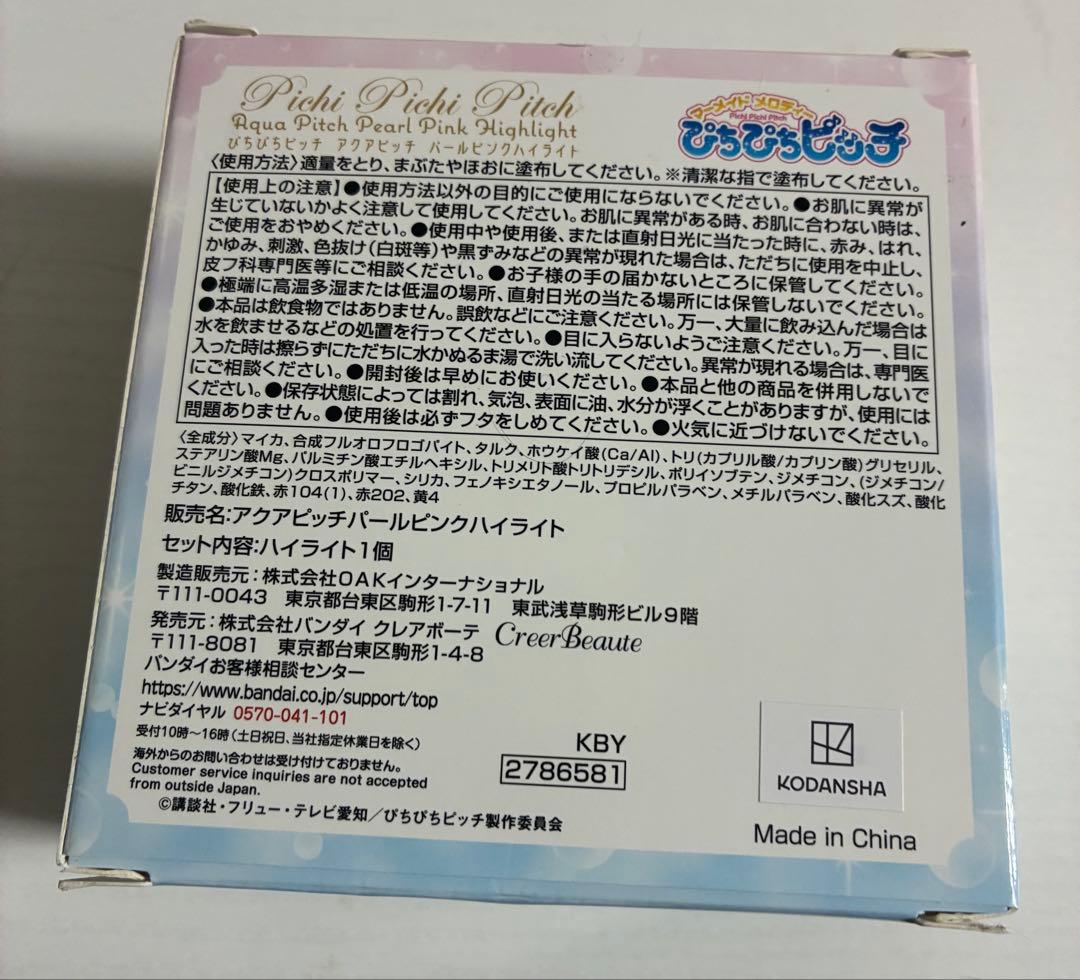 Pichi Pichi Pitch
Aqua Pitch Pearl Pink Highlight
ぴちぴちピッチ アクアピッチ パールピンクハイライト
マーメイド メロディー
Pichi Pichi Pitch
ぴちぴちピッチ
〈使用方法〉適量をとり、まぶたやほおに塗布してください。※清潔な指で塗布してください。
【使用上の注意】●使用方法以外の目的にご使用にならないでください。●お肌に異常が
生じていないかよく注意して使用してください。お肌に異常がある時、お肌に合わない時は、
ご使用をおやめください。●使用中や使用後、または直射日光に当たった時に、赤み、はれ、
かゆみ、刺激、色抜け(白斑等)や黒ずみなどの異常が現れた場合は、ただちに使用を中止し、
皮フ科専門医等にご相談ください。●お子様の手の届かないところに保管してください。
●極端に高温多湿または低温の場所、直射日光の当たる場所には保管しないでください。
●本品は飲食物ではありません。誤飲などにご注意ください。万一、大量に飲み込んだ場合は
水を飲ませるなどの処置を行ってください。●目に入らないようご注意ください。万一、目に
入った時は擦らずにただちに水かぬるま湯で洗い流してください。異常が現れる場合は、専門医
にご相談ください。●開封後は早めにお使いください。●本品と他の商品を併用しないで
ください。●保存状態によっては割れ、気泡、表面に油、水分が浮くことがありますが、使用には
問題ありません。●使用後は必ずフタをしめてください。●火気に近づけないでください。
〈全成分〉マイカ、合成フルオロフロゴパイト、タルク、ホウケイ酸(Ca/Al)、トリ(カプリル酸/カプリン酸)グリセリル、
ステアリン酸Mg、パルミチン酸エチルヘキシル、トリメリト酸トリトリデシル、ポリイソブテン、ジメチコン、(ジメチコン/
ビニルジメチコン)クロスポリマー、シリカ、フェノキシエタノール、プロピルパラベン、メチルパラベン、酸化スズ、酸化
チタン、酸化鉄、赤104(1)、赤202、黄4
販売名:アクアピッチパールピンクハイライト
セット内容:ハイライト1個
製造販売元:株式会社OAKインターナショナル
〒111-0043 東京都台東区駒形1-7-11 東武浅草駒形ビル9階
発売元:株式会社バンダイ クレアボーテ CreerBeaute
〒111-8081 東京都台東区駒形1-4-8
バンダイお客様相談センター
https://www.bandai.co.jp/support/top
ナビダイヤル 0570-041-101
受付10時～16時(土日祝日、当社指定休業日を除く)
海外からのお問い合わせは受け付けておりません。
Customer service inquiries are not accepted
from outside Japan.
©講談社・フリュー・テレビ愛知/ぴちぴちピッチ製作委員会
KBY
2786581
KODANSHA
Made in China